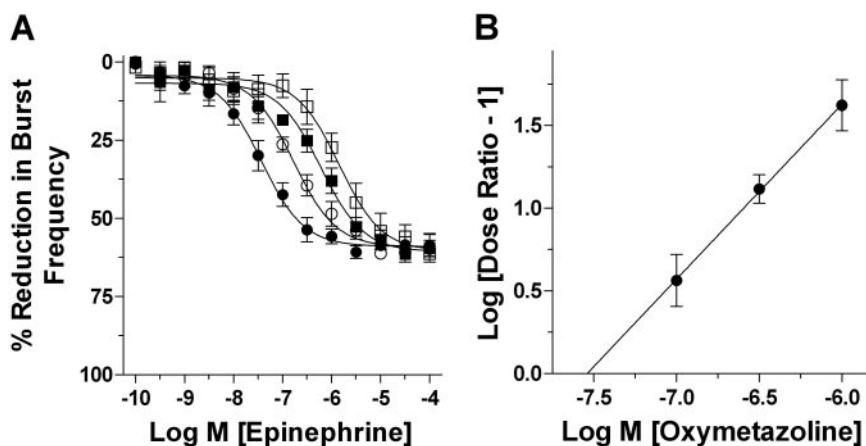 A
% Reduction in Burst
Frequency
0
25
50
75
100
-10 -9 -8 -7 -6 -5 -4
Log M [Epinephrine]
B
Log [Dose Ratio - 1]
1.5
1.0
0.5
0.0
-7.5 -7.0 -6.5 -6.0
Log M [Oxymetazoline]